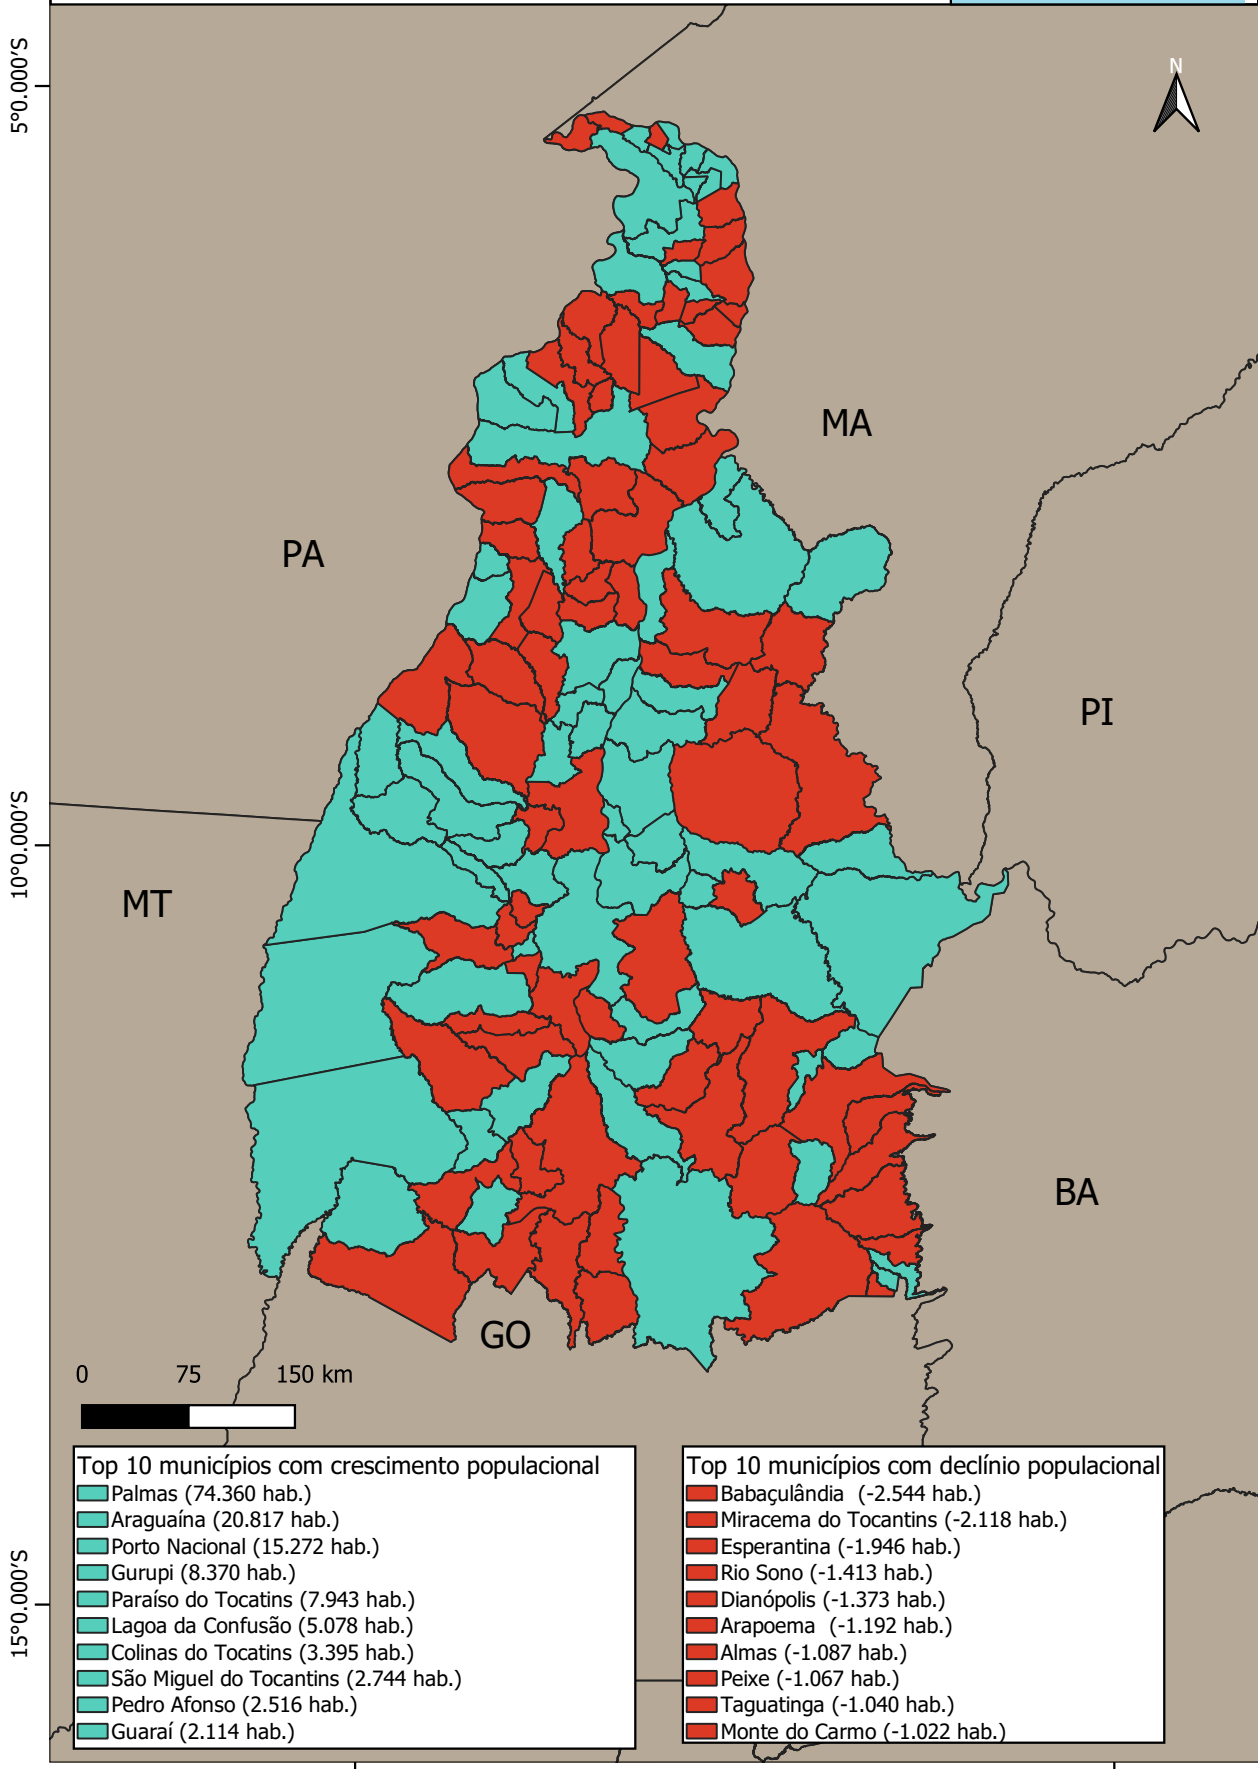 5°0.000'S
N
MA
PA
PI
10°0.000'S
MT
BA
GO
0 75 150 km
15°0.000'S
Top 10 municípios com crescimento populacional
Palmas (74.360 hab.)
Araguaína (20.817 hab.)
Porto Nacional (15.272 hab.)
Gurupi (8.370 hab.)
Paraíso do Tocatins (7.943 hab.)
Lagoa da Confusão (5.078 hab.)
Colinas do Tocatins (3.395 hab.)
São Miguel do Tocatins (2.744 hab.)
Pedro Afonso (2.516 hab.)
Guaraí (2.114 hab.)
Top 10 municípios com declínio populacional
Babaçulândia (-2.544 hab.)
Miracema do Tocantins (-2.118 hab.)
Esperantina (-1.946 hab.)
Rio Sono (-1.413 hab.)
Dianópolis (-1.373 hab.)
Arapoema (-1.192 hab.)
Almas (-1.087 hab.)
Peixe (-1.067 hab.)
Taguatinga (-1.040 hab.)
Monte do Carmo (-1.022 hab.)